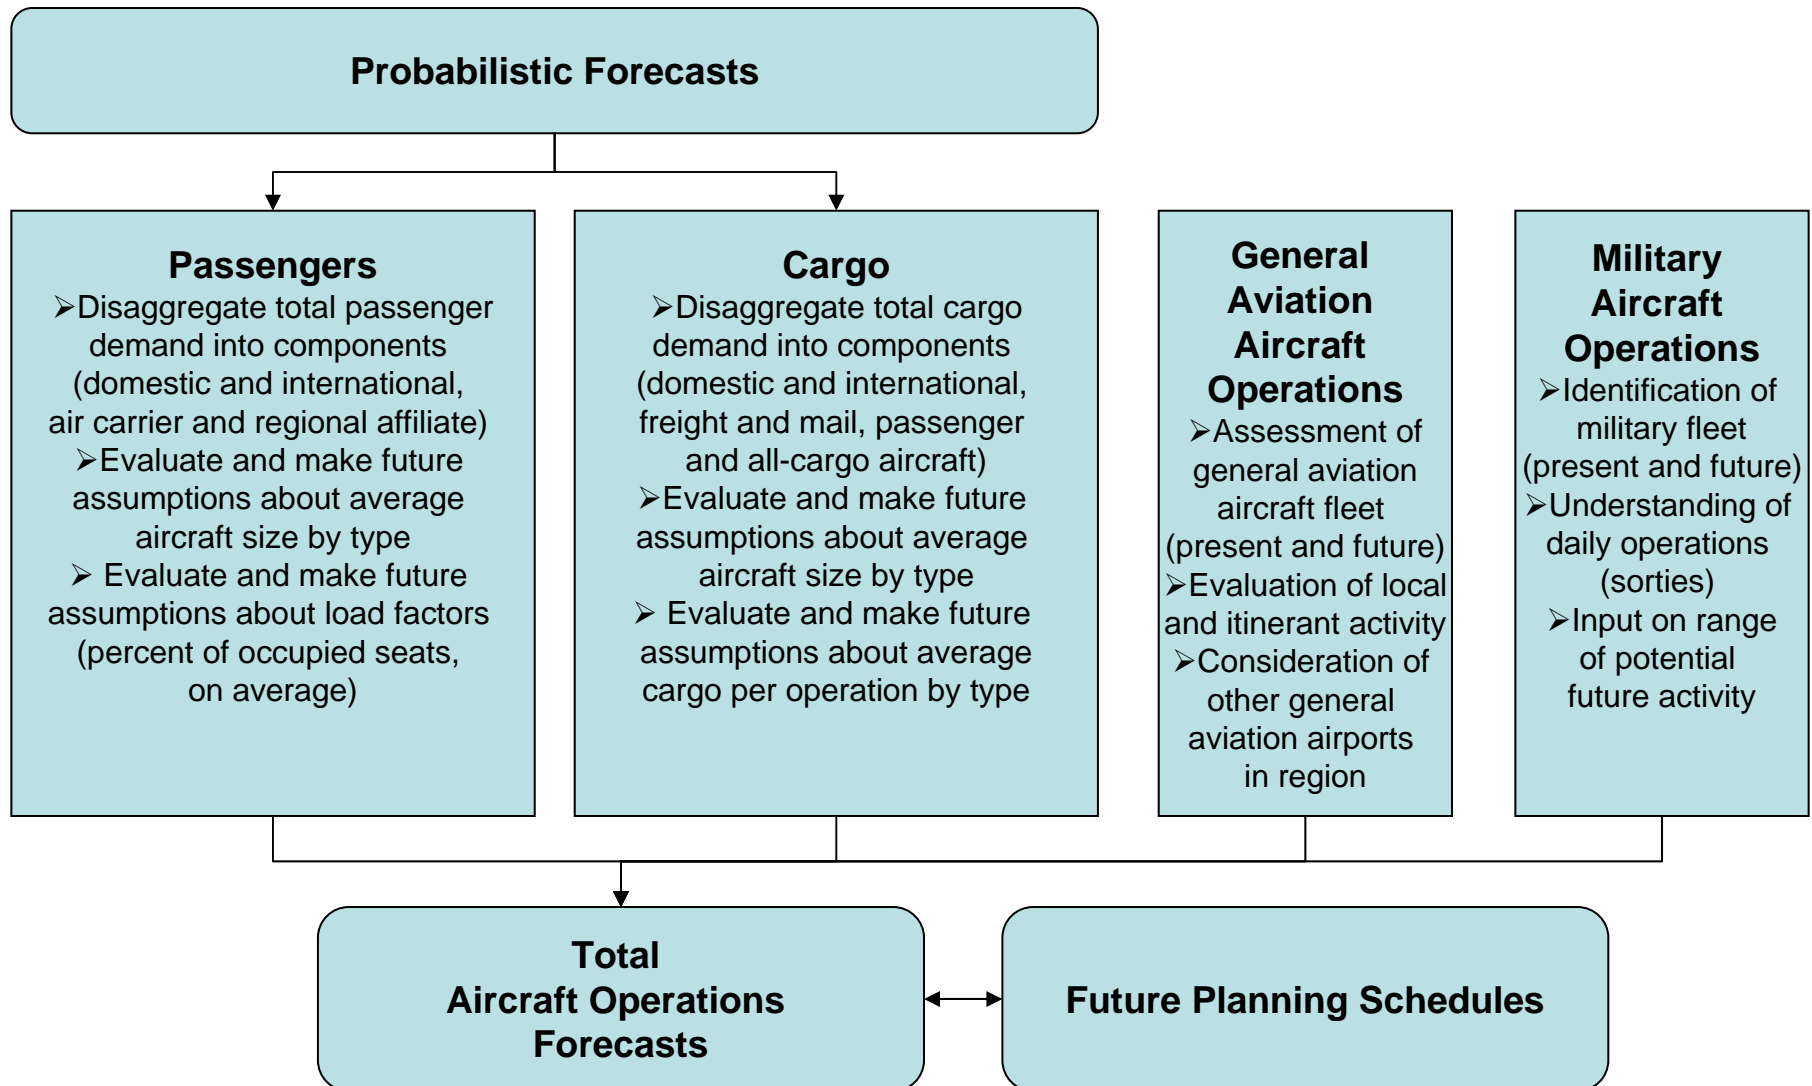 Probabilistic Forecasts
Passengers
➢Disaggregate total passenger
demand into components
(domestic and international,
air carrier and regional affiliate)
➢Evaluate and make future
assumptions about average
aircraft size by type
➢ Evaluate and make future
assumptions about load factors
(percent of occupied seats,
on average)
Cargo
➢Disaggregate total cargo
demand into components
(domestic and international,
freight and mail, passenger
and all-cargo aircraft)
➢Evaluate and make future
assumptions about average
aircraft size by type
➢ Evaluate and make future
assumptions about average
cargo per operation by type
General
Aviation
Aircraft
Operations
➢Assessment of
general aviation
aircraft fleet
(present and future)
➢Evaluation of local
and itinerant activity
➢Consideration of
other general
aviation airports
in region
Military
Aircraft
Operations
➢Identification of
military fleet
(present and future)
➢Understanding of
daily operations
(sorties)
➢Input on range
of potential
future activity
Total
Aircraft Operations
Forecasts
Future Planning Schedules